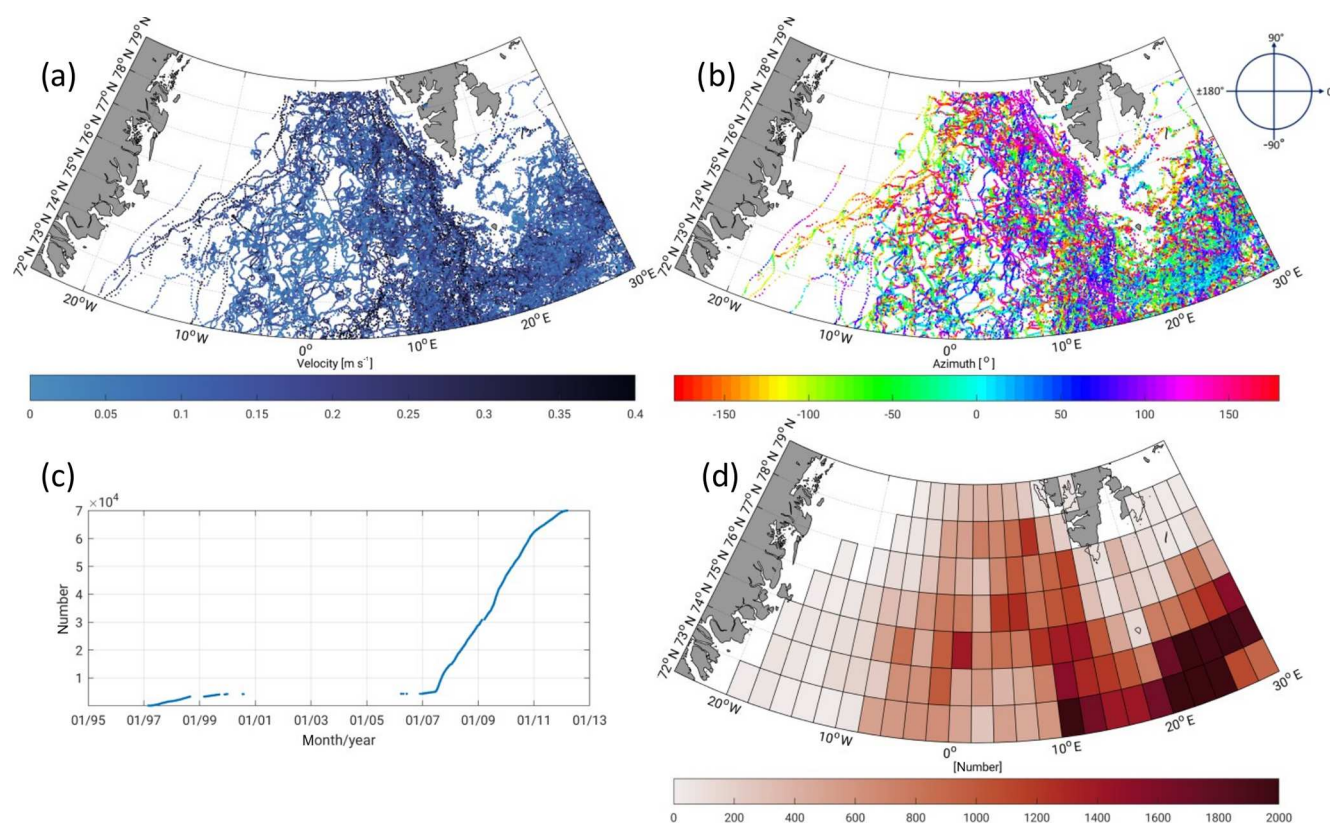 (a)
72°N 73°N 74°N 75°N 76°N 77°N 78°N 79°N
20°W 10°W 0° 10°E 20°E 30°E
Velocity [m s⁻¹]
0 0.05 0.1 0.15 0.2 0.25 0.3 0.35 0.4
(b)
72°N 73°N 74°N 75°N 76°N 77°N 78°N 79°N
20°W 10°W 0° 10°E 20°E 30°E
90°
±180° 0
-90°
Azimuth [°]
-150 -100 -50 0 50 100 150
(c)
×10⁴
Number
7
6
5
4
3
2
1
01/95 01/97 01/99 01/01 01/03 01/05 01/07 01/09 01/11 01/13
Month/year
(d)
72°N 73°N 74°N 75°N 76°N 77°N 78°N 79°N
20°W 10°W 0° 10°E 20°E 30°E
[Number]
0 200 400 600 800 1000 1200 1400 1600 1800 2000